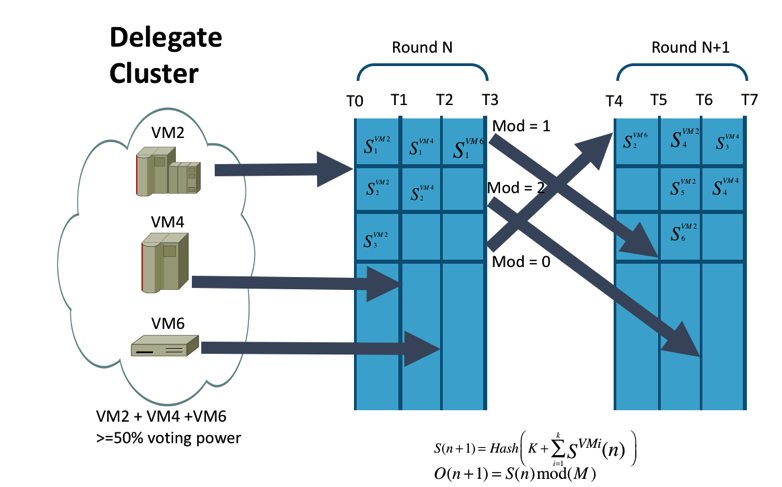 Delegate
Cluster
Round N
Round N+1
T0 T1 T2 T3
T4 T5 T6 T7
VM2
VM4
VM6
VM2 + VM4 +VM6
>=50% voting power
S_1^{VM2} S_1^{VM4} S_1^{VM6}
S_2^{VM2} S_2^{VM4}
S_3^{VM2}
Mod = 1
Mod = 2
Mod = 0
S_2^{VM6} S_4^{VM2} S_3^{VM4}
S_5^{VM2} S_4^{VM4}
S_6^{VM2}
S(n+1) = Hash(K + \sum_{i=1}^{k} S^{VMi}(n))
O(n+1) = S(n) mod(M)